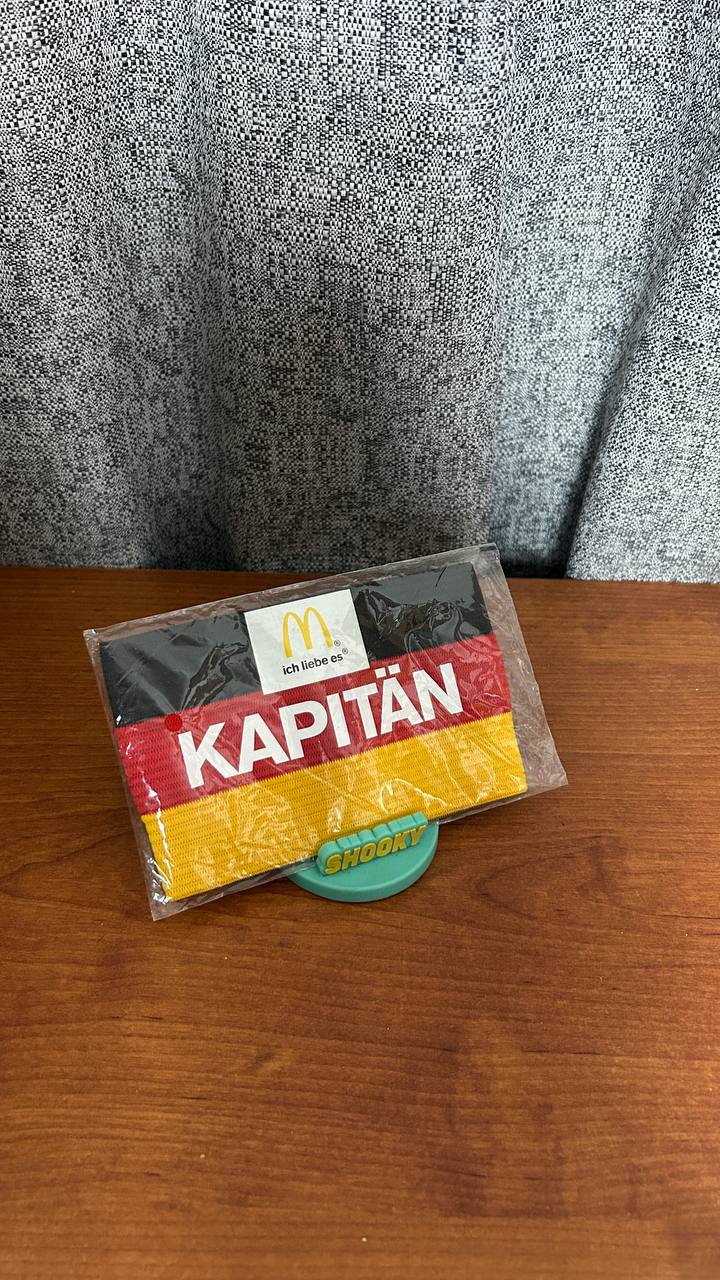 M®
ich liebe es®
KAPITÄN
SHOOKY